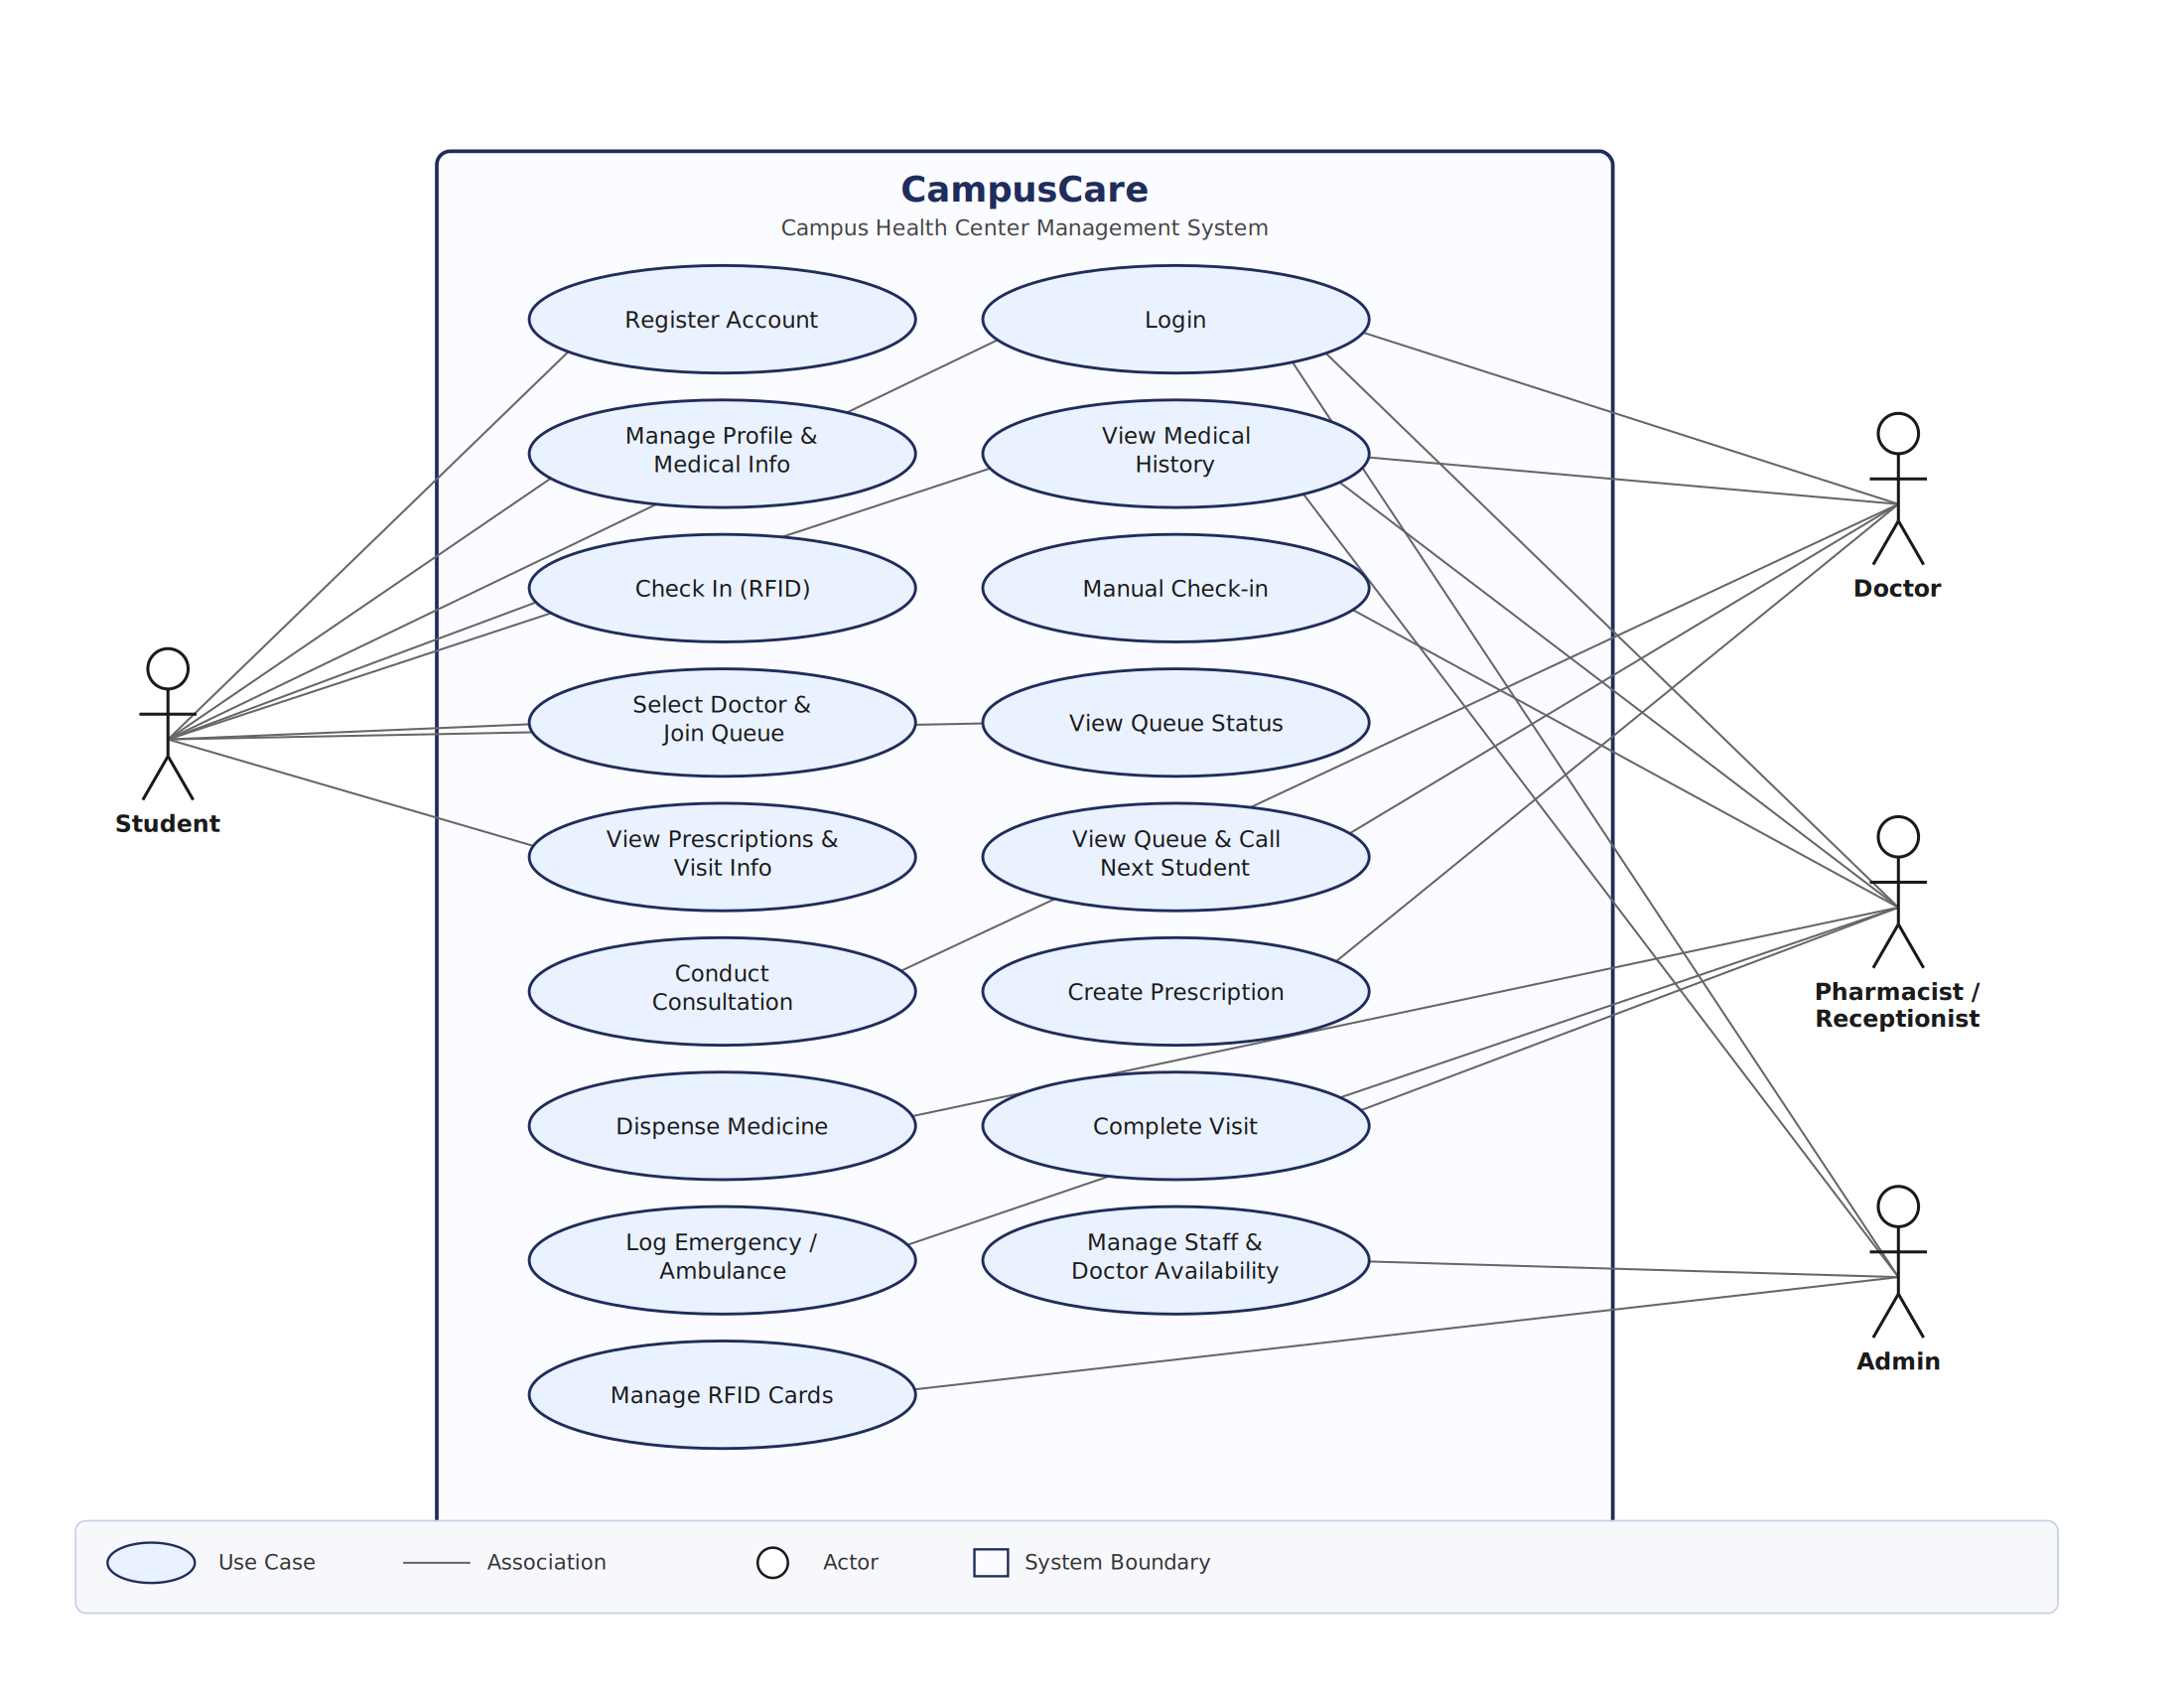 CampusCare
Campus Health Center Management System
Register Account
Login
Manage Profile &
Medical Info
View Medical
History
Check In (RFID)
Manual Check-in
Select Doctor &
Join Queue
View Queue Status
View Prescriptions &
Visit Info
View Queue & Call
Next Student
Conduct
Consultation
Create Prescription
Dispense Medicine
Complete Visit
Log Emergency /
Ambulance
Manage Staff &
Doctor Availability
Manage RFID Cards
Student
Doctor
Pharmacist /
Receptionist
Admin
Use Case
Association
Actor
System Boundary